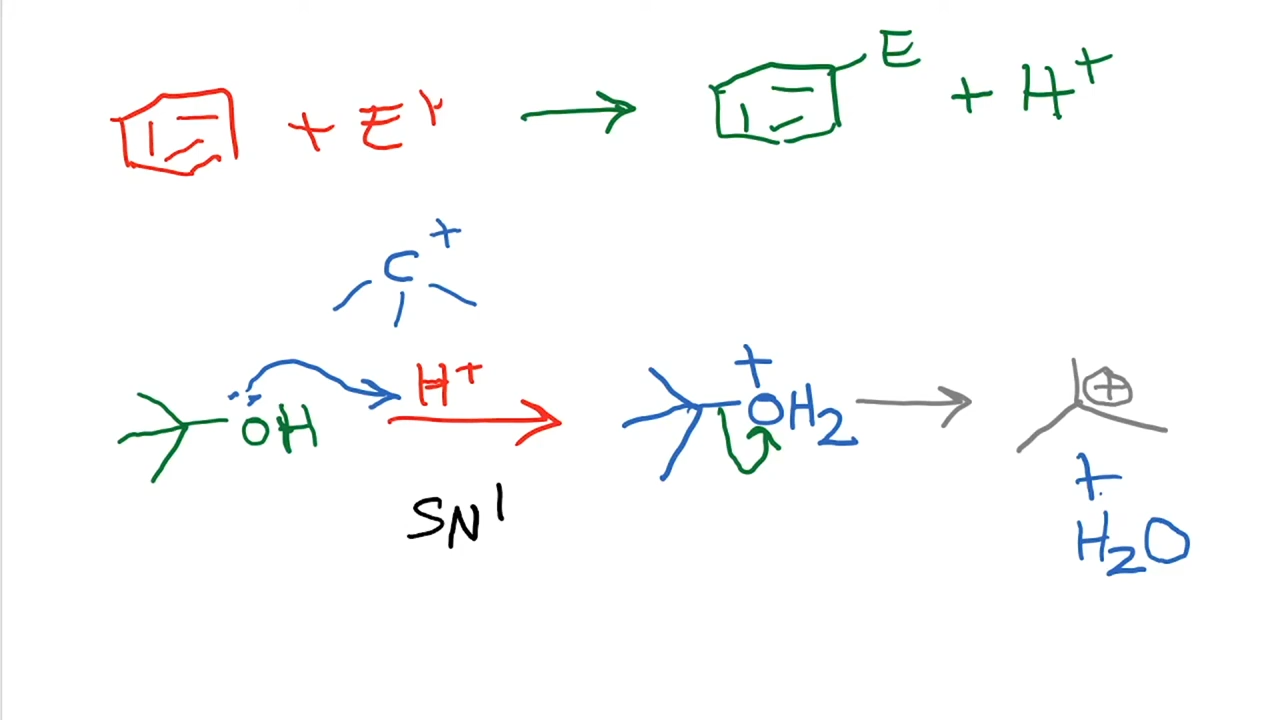 + E+ → E + H+
C+
H+
OH → +OH2 → +
SN1
+
H2O